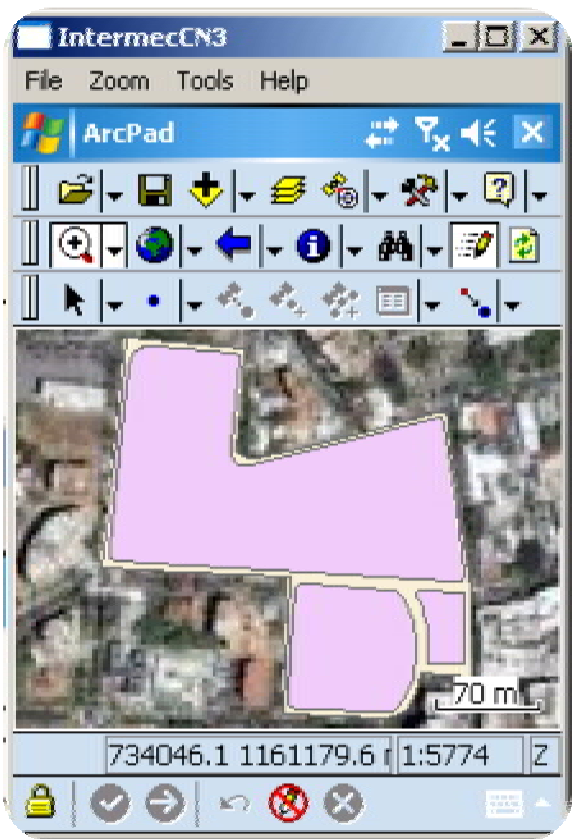 IntermecCN3
File Zoom Tools Help
ArcPad
70 m
734046.1 1161179.6 1:5774 Z